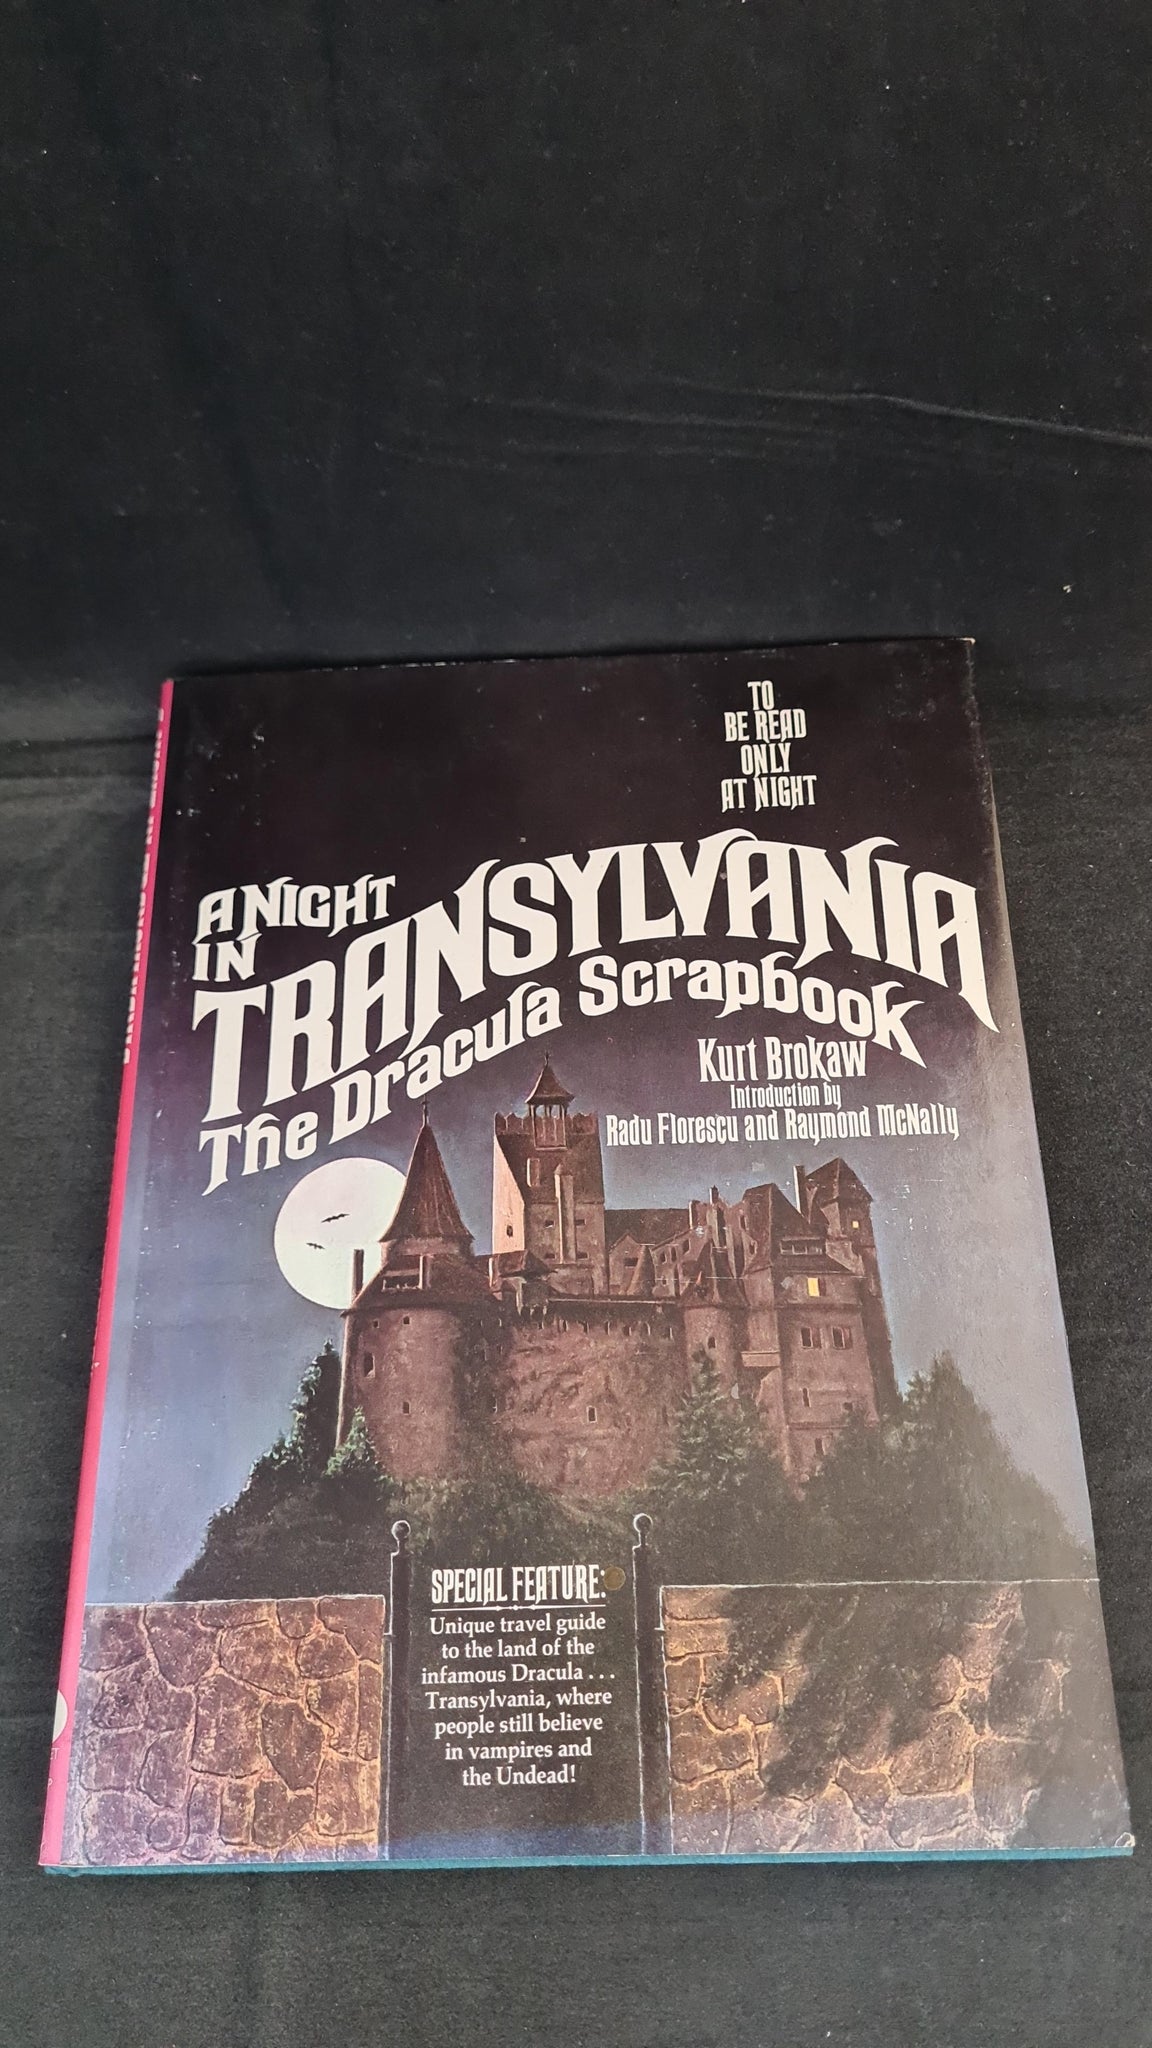 TO
BE READ
ONLY
AT NIGHT
A NIGHT
IN
TRANSYLVANIA
The Dracula Scrapbook
Kurt Brokaw
Introduction by
Radu Florescu and Raymond McNally
SPECIAL FEATURE:
Unique travel guide
to the land of the
infamous Dracula...
Transylvania, where
people still believe
in vampires and
the Undead!